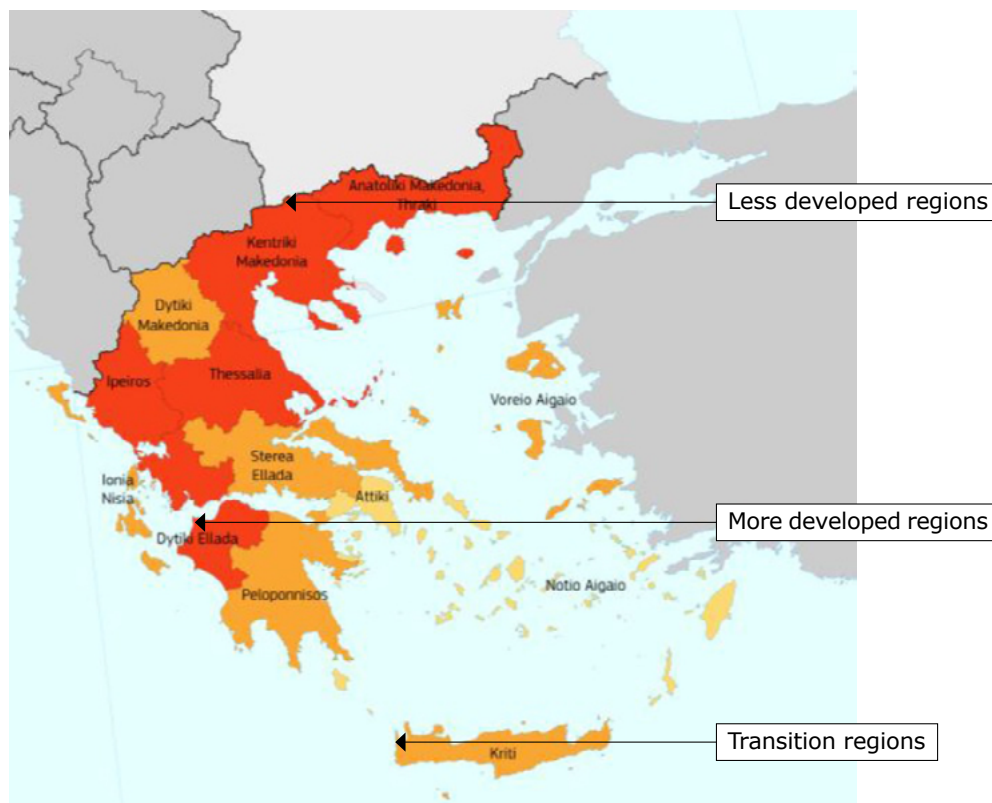 Anatoliki Makedonia,
Thraki
Less developed regions
Kentriki
Makedonia
Dytiki
Makedonia
Ipeiros
Thessalia
Voreio Aigaio
Sterea
Ellada
Ionia
Nisia
Attiki
More developed regions
Dytiki Ellada
Notio Aigaio
Peloponnisos
Transition regions
Kriti